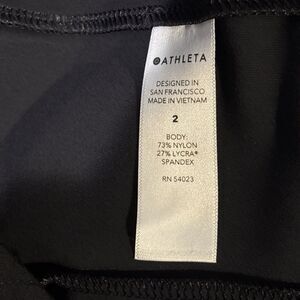 ATHLETA
DESIGNED IN
SAN FRANCISCO
MADE IN VIETNAM
2
BODY:
73% NYLON
27% LYCRA®
SPANDEX
RN 54023